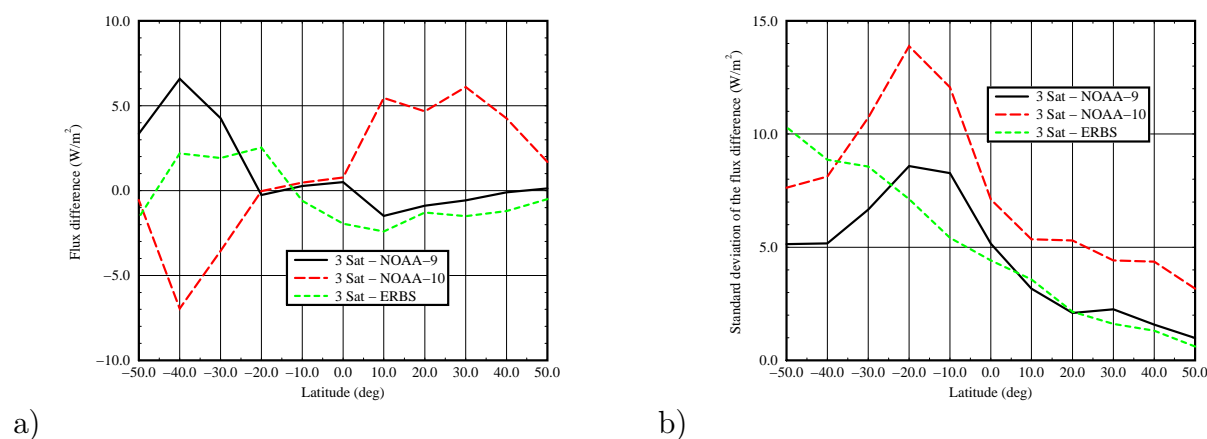 10.0
5.0
0.0
−5.0
−10.0
Flux difference (W/m²)
3 Sat – NOAA–9
3 Sat – NOAA–10
3 Sat – ERBS
−50.0 −40.0 −30.0 −20.0 −10.0 0.0 10.0 20.0 30.0 40.0 50.0
Latitude (deg)
a)
15.0
10.0
5.0
0.0
Standard deviation of the flux difference (W/m²)
3 Sat – NOAA–9
3 Sat – NOAA–10
3 Sat – ERBS
−50.0 −40.0 −30.0 −20.0 −10.0 0.0 10.0 20.0 30.0 40.0 50.0
Latitude (deg)
b)